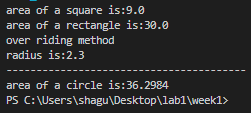 area of a square is:9.0
area of a rectangle is:30.0
over riding method
radius is:2.3
---------------------------------------
area of a circle is:36.2984
PS C:\Users\shagu\Desktop\lab1\week1>